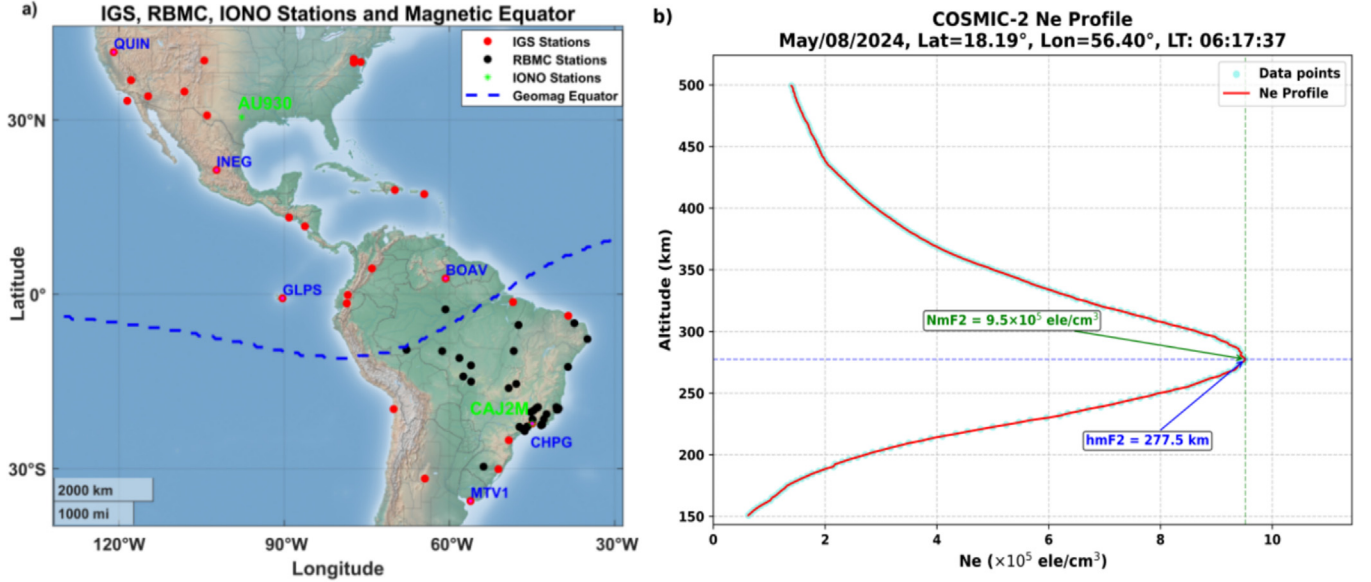 a)
IGS, RBMC, IONO Stations and Magnetic Equator
QUIN
AU930
INEG
GLPS
BOAV
CAJ2M
CHPG
MTV1
IGS Stations
RBMC Stations
IONO Stations
Geomag Equator
30°N
0°
30°S
Latitude
2000 km
1000 mi
120°W
90°W
60°W
30°W
Longitude
b)
COSMIC-2 Ne Profile
May/08/2024, Lat=18.19°, Lon=56.40°, LT: 06:17:37
Data points
Ne Profile
500
450
400
350
300
250
200
150
Altitude (km)
NmF2 = 9.5×10⁵ ele/cm³
hmF2 = 277.5 km
0
2
4
6
8
10
Ne (×10⁵ ele/cm³)